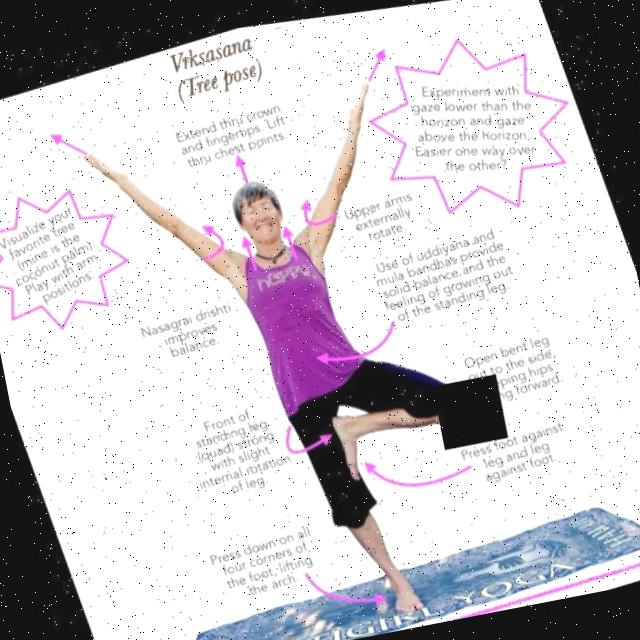 Vrksasana
(Tree pose)
Extend thru crown
and fingertips. Lift
thru chest points.
Experiment with
gaze lower than the
horizon and gaze
above the horizon.
Easier one way over
the other?
Visualize your
favorite tree
(mine is the
coconut palm).
Play with arm
positions.
Upper arms
externally
rotate.
Use of uddiyana and
mula bandhas provide
solid balance and the
feeling of growing out
of the standing leg.
Nasagrai drishti
improves
balance.
Open bent leg
to the side,
hips
forward.
Front of
standing leg
(quad) strong
with slight
internal rotation
of leg.
Press foot against
leg and leg
against foot.
Press down on all
four corners of
the foot, lifting
the arch.
YOGA